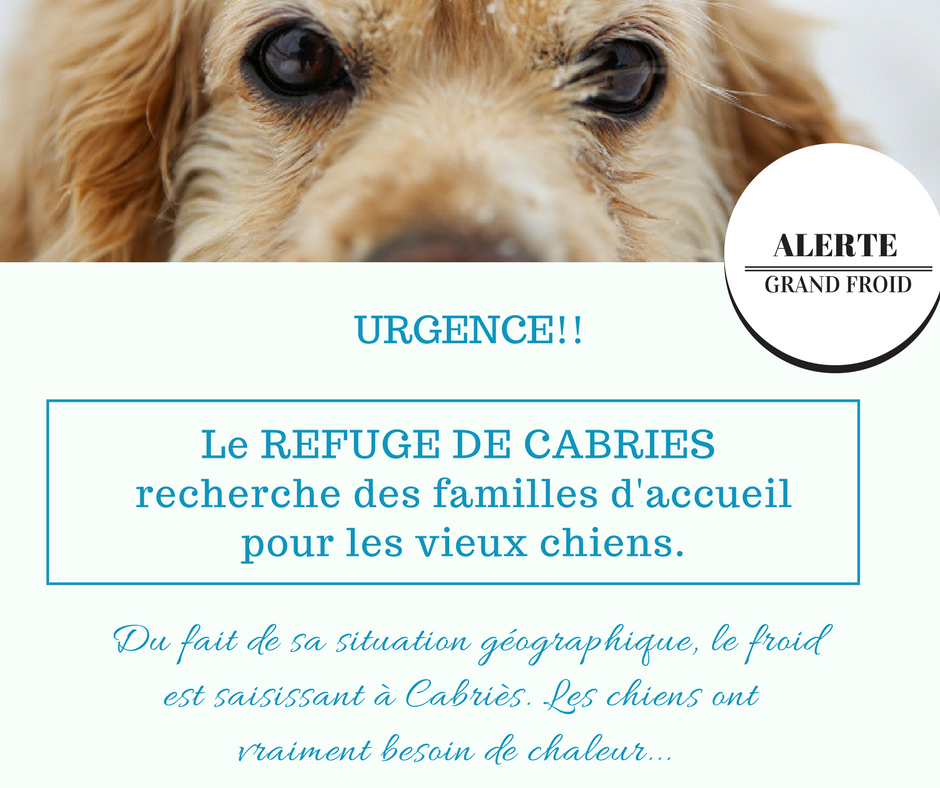 ALERTE
GRAND FROID
URGENCE!!
Le REFUGE DE CABRIES
recherche des familles d'accueil
pour les vieux chiens.
Du fait de sa situation géographique, le froid
est saisissant à Cabriès. Les chiens ont
vraiment besoin de chaleur...